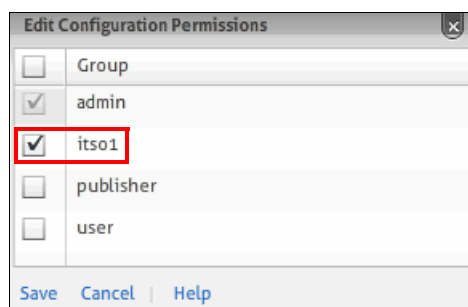 Edit Configuration Permissions
Group
admin
itso1
publisher
user
Save Cancel | Help